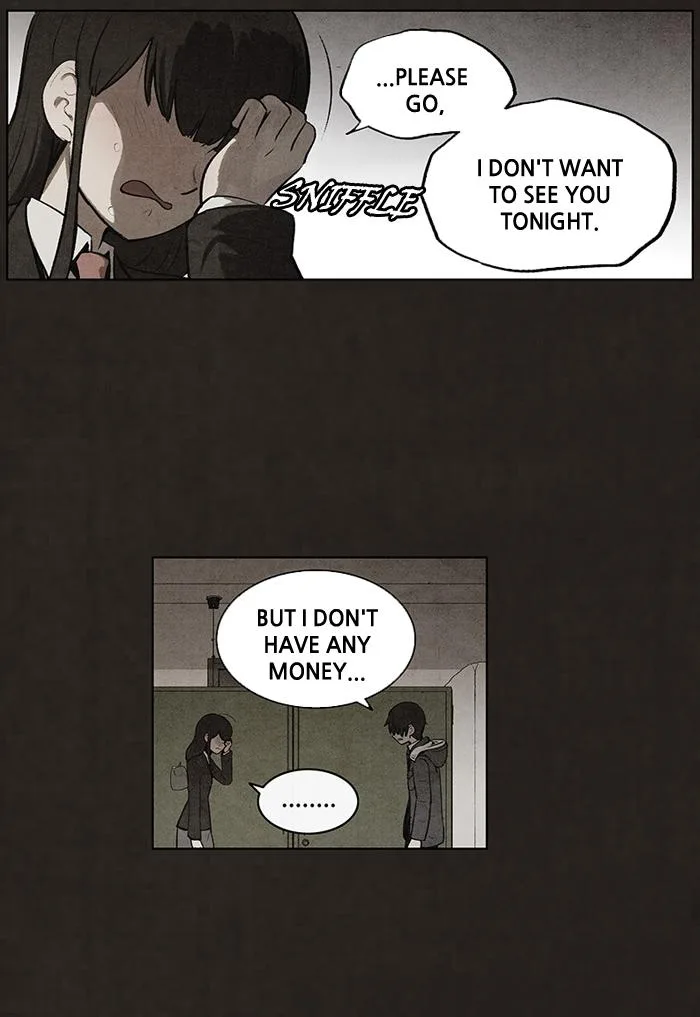 ...PLEASE
GO,
I DON'T WANT
TO SEE YOU
TONIGHT.
SNIFFLE
BUT I DON'T
HAVE ANY
MONEY...
........